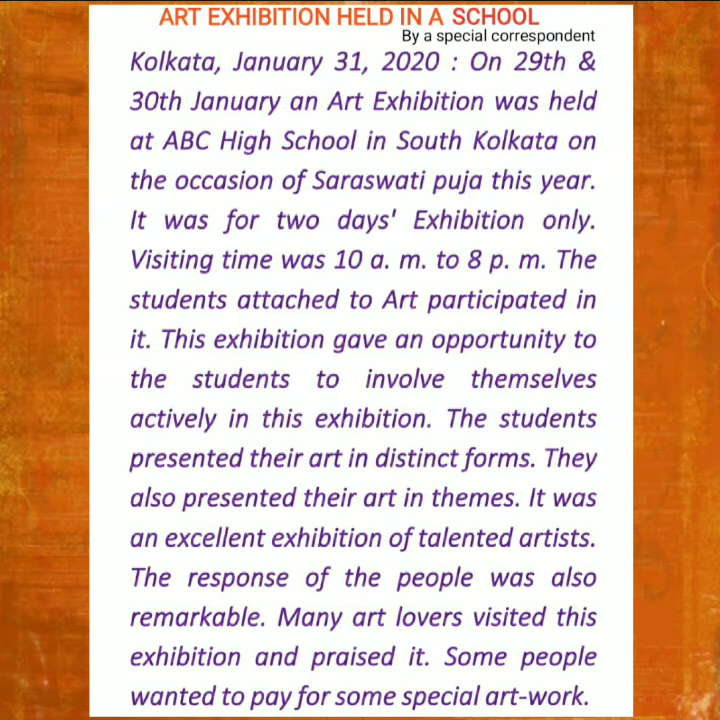 ART EXHIBITION HELD IN A SCHOOL
By a special correspondent
Kolkata, January 31, 2020 : On 29th &
30th January an Art Exhibition was held
at ABC High School in South Kolkata on
the occasion of Saraswati puja this year.
It was for two days' Exhibition only.
Visiting time was 10 a. m. to 8 p. m. The
students attached to Art participated in
it. This exhibition gave an opportunity to
the students to involve themselves
actively in this exhibition. The students
presented their art in distinct forms. They
also presented their art in themes. It was
an excellent exhibition of talented artists.
The response of the people was also
remarkable. Many art lovers visited this
exhibition and praised it. Some people
wanted to pay for some special art-work.